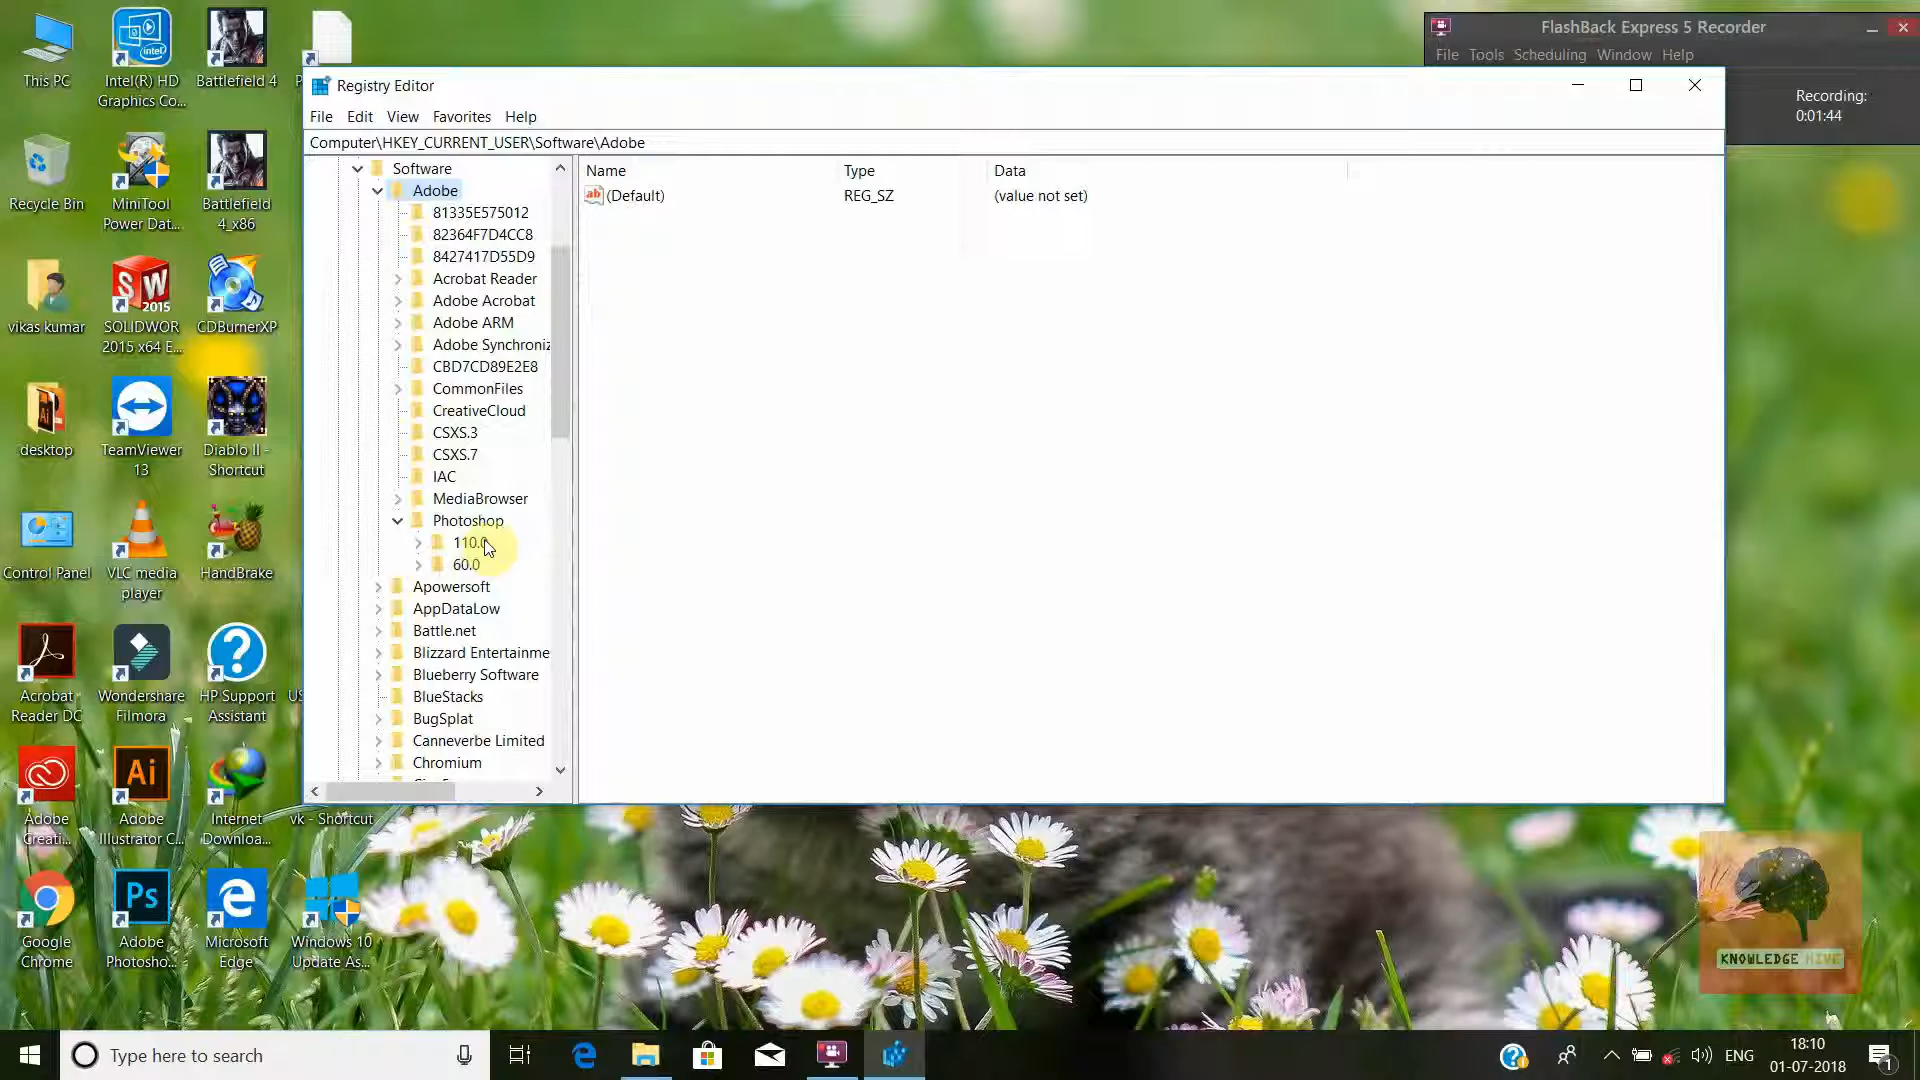 This PC
Intel(R) HD
Graphics Co...
Battlefield 4
FlashBack Express 5 Recorder
File Tools Scheduling Window Help
Recording:
0:01:44
Registry Editor
File Edit View Favorites Help
Computer\HKEY_CURRENT_USER\Software\Adobe
Name Type Data
(Default) REG_SZ (value not set)
Software
Adobe
81335E575012
82364F7D4CC8
8427417D55D9
Acrobat Reader
Adobe Acrobat
Adobe ARM
Adobe Synchroniz
CBD7CD89E2E8
CommonFiles
CreativeCloud
CSXS.3
CSXS.7
IAC
MediaBrowser
Photoshop
110.0
60.0
Apowersoft
AppDataLow
Battle.net
Blizzard Entertainme
Blueberry Software
BlueStacks
BugSplat
Canneverbe Limited
Chromium
Recycle Bin
MiniTool
Power Dat...
Battlefield
4_x86
vikas kumar
SW
2015
SOLIDWOR
2015 x64 E...
CDBurnerXP
Ai
desktop
TeamViewer
13
Diablo II -
Shortcut
Control Panel
VLC media
player
HandBrake
Acrobat
Reader DC
Wondershare
Filmora
HP Support
Assistant
US
Adobe
Creati...
Ai
Adobe
Illustrator C...
Internet
Downloa...
vk - Shortcut
Google
Chrome
Ps
Adobe
Photosho...
Microsoft
Edge
Windows 10
Update As...
KNOWLEDGE HIVE
Type here to search
ENG
18:10
01-07-2018
1